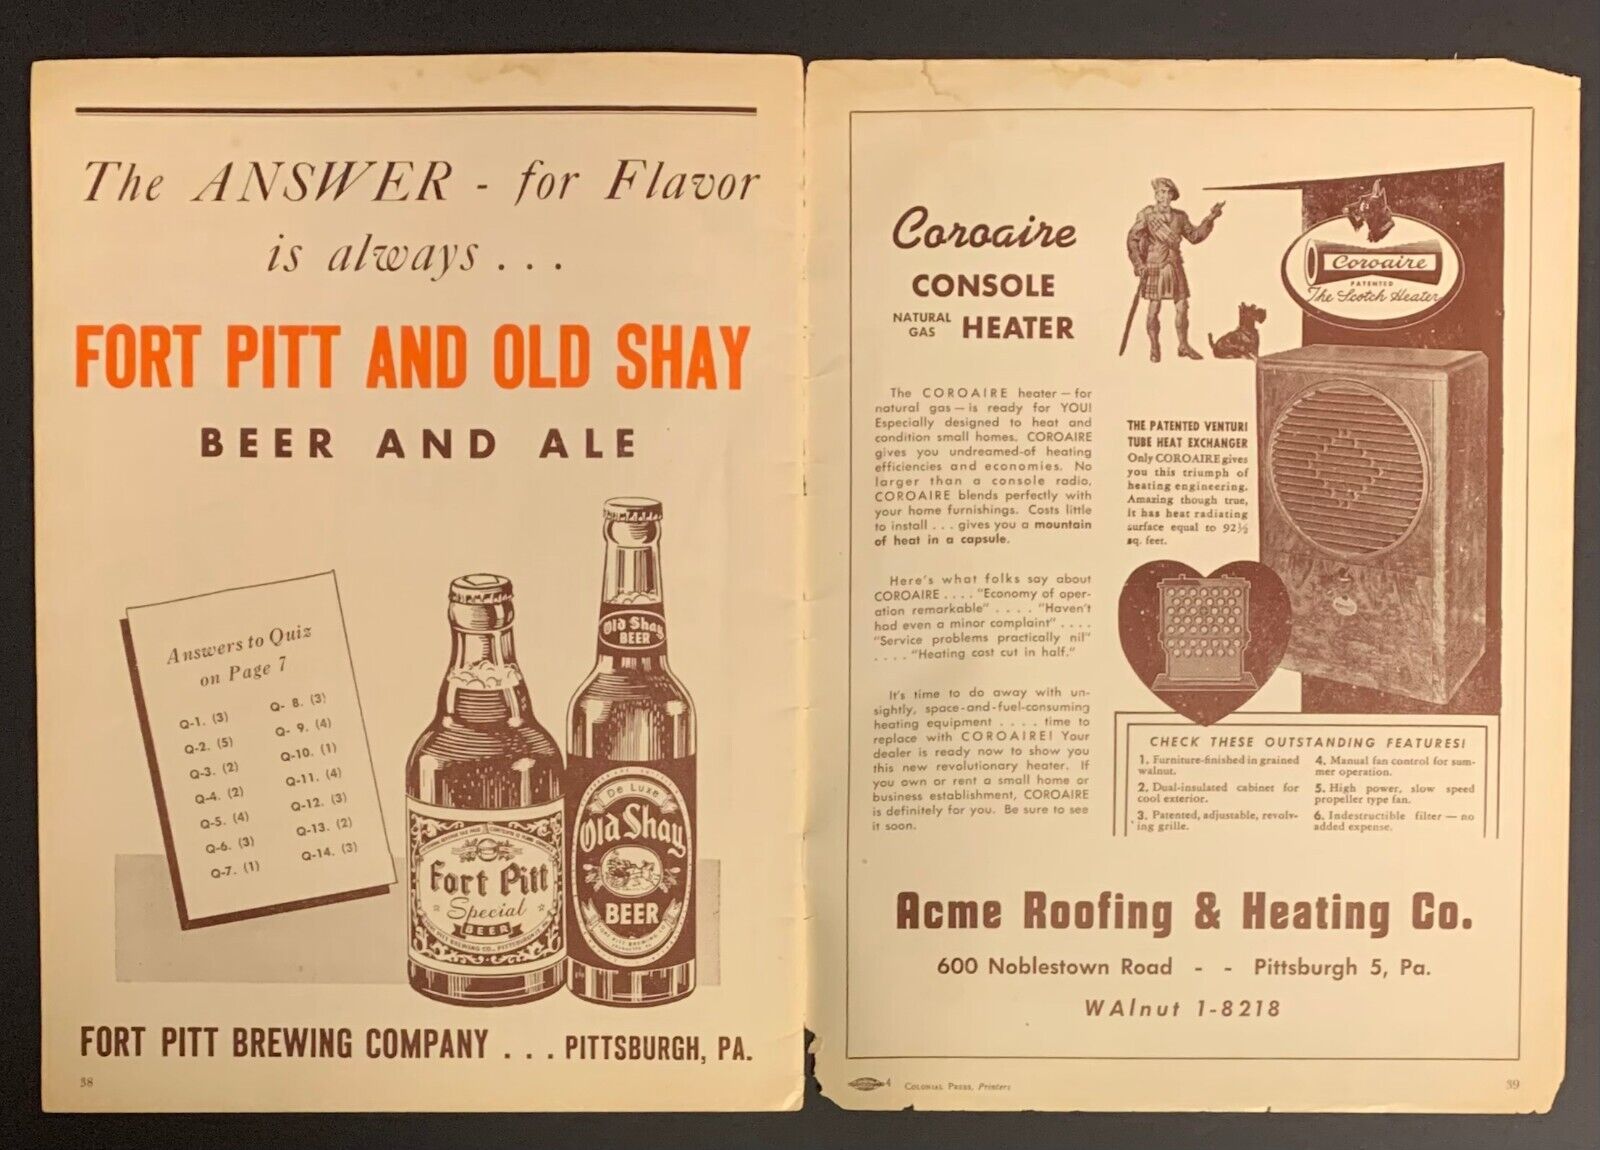 The ANSWER - for Flavor
is always . . .
FORT PITT AND OLD SHAY
BEER AND ALE
Answers to Quiz
on Page 7
Q-1. (3)
Q-2. (5)
Q-3. (2)
Q-4. (2)
Q-5. (4)
Q-6. (3)
Q-7. (1)
Q- 8. (3)
Q- 9. (4)
Q-10. (1)
Q-11. (4)
Q-12. (3)
Q-13. (2)
Q-14. (3)
Fort Pitt
Special
BEER
FORT PITT BREWING CO., PITTSBURGH
Old Shay
BEER
De Luxe
Old Shay
BEER
FORT PITT BREWING CO.
FORT PITT BREWING COMPANY . . . PITTSBURGH, PA.
38
Coroaire
CONSOLE
NATURAL
GAS HEATER
Coroaire
PATENTED
The Scotch Heater
The COROAIRE heater — for
natural gas — is ready for YOU!
Especially designed to heat and
condition small homes. COROAIRE
gives you undreamed-of heating
efficiencies and economies. No
larger than a console radio,
COROAIRE blends perfectly with
your home furnishings. Costs little
to install . . . gives you a mountain
of heat in a capsule.
Here's what folks say about
COROAIRE . . . . "Economy of oper-
ation remarkable" . . . . "Haven't
had even a minor complaint" . . . .
"Service problems practically nil"
. . . . "Heating cost cut in half."
It's time to do away with un-
sightly, space-and-fuel-consuming
heating equipment . . . . time to
replace with COROAIRE! Your
dealer is ready now to show you
this new revolutionary heater. If
you own or rent a small home or
business establishment, COROAIRE
is definitely for you. Be sure to see
it soon.
THE PATENTED VENTURI
TUBE HEAT EXCHANGER
Only COROAIRE gives
you this triumph of
heating engineering.
Amazing though true,
it has heat radiating
surface equal to 92½
sq. feet.
CHECK THESE OUTSTANDING FEATURES!
1. Furniture-finished in grained
walnut.
2. Dual-insulated cabinet for
cool exterior.
3. Patented, adjustable, revolv-
ing grille.
4. Manual fan control for sum-
mer operation.
5. High power, slow speed
propeller type fan.
6. Indestructible filter — no
added expense.
Acme Roofing & Heating Co.
600 Noblestown Road - - Pittsburgh 5, Pa.
WAlnut 1-8218
4 COLONIAL PRESS, Printers
39